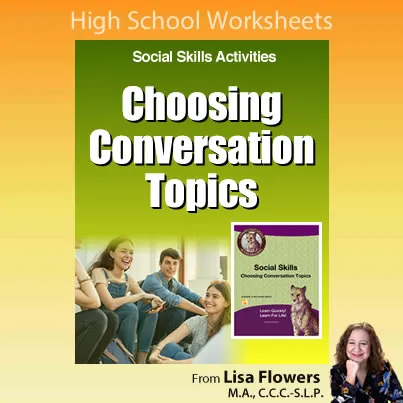 High School Worksheets
Social Skills Activities
Choosing
Conversation
Topics
Social Skills
Choosing Conversation Topics
Learn Quickly!
Learn For Life!
From Lisa Flowers
M.A., C.C.C.-S.L.P.